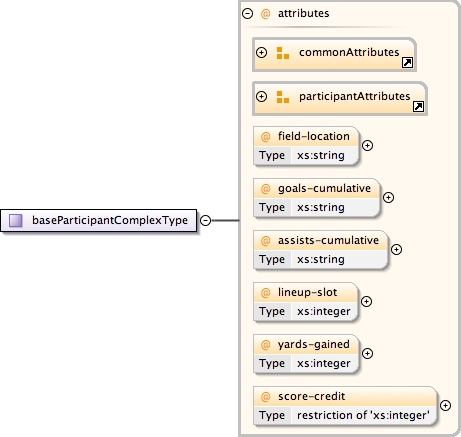 @ attributes
commonAttributes
participantAttributes
@ field-location
Type xs:string
@ goals-cumulative
Type xs:string
@ assists-cumulative
Type xs:string
baseParticipantComplexType
@ lineup-slot
Type xs:integer
@ yards-gained
Type xs:integer
@ score-credit
Type restriction of 'xs:integer'